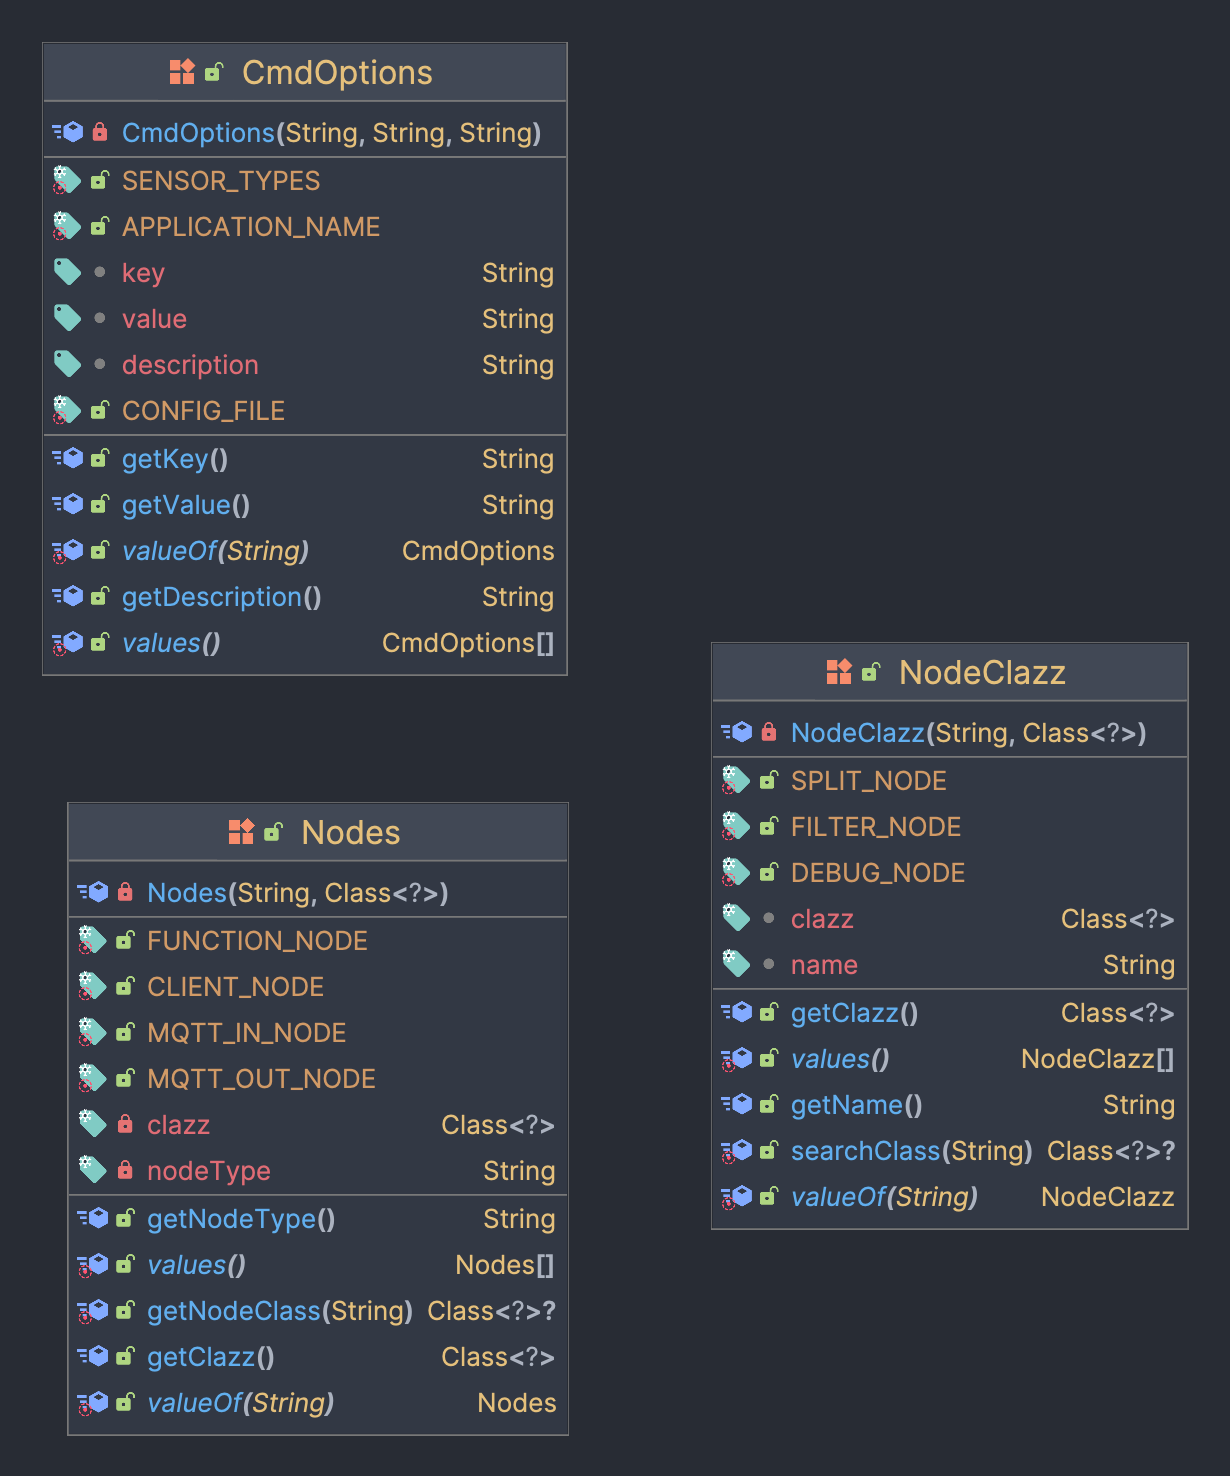 CmdOptions
CmdOptions(String, String, String)
SENSOR_TYPES
APPLICATION_NAME
key String
value String
description String
CONFIG_FILE
getKey() String
getValue() String
valueOf(String) CmdOptions
getDescription() String
values() CmdOptions[]
Nodes
Nodes(String, Class<?>)
FUNCTION_NODE
CLIENT_NODE
MQTT_IN_NODE
MQTT_OUT_NODE
clazz Class<?>
nodeType String
getNodeType() String
values() Nodes[]
getNodeClass(String) Class<?>?
getClazz() Class<?>
valueOf(String) Nodes
NodeClazz
NodeClazz(String, Class<?>)
SPLIT_NODE
FILTER_NODE
DEBUG_NODE
clazz Class<?>
name String
getClazz() Class<?>
values() NodeClazz[]
getName() String
searchClass(String) Class<?>?
valueOf(String) NodeClazz